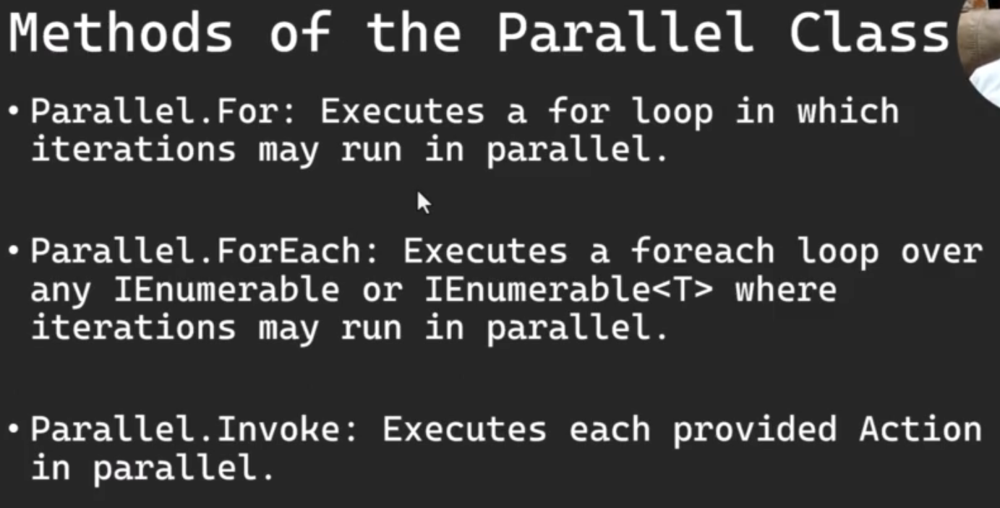 Methods of the Parallel Class
• Parallel.For: Executes a for loop in which
iterations may run in parallel.
• Parallel.ForEach: Executes a foreach loop over
any IEnumerable or IEnumerable<T> where
iterations may run in parallel.
• Parallel.Invoke: Executes each provided Action
in parallel.